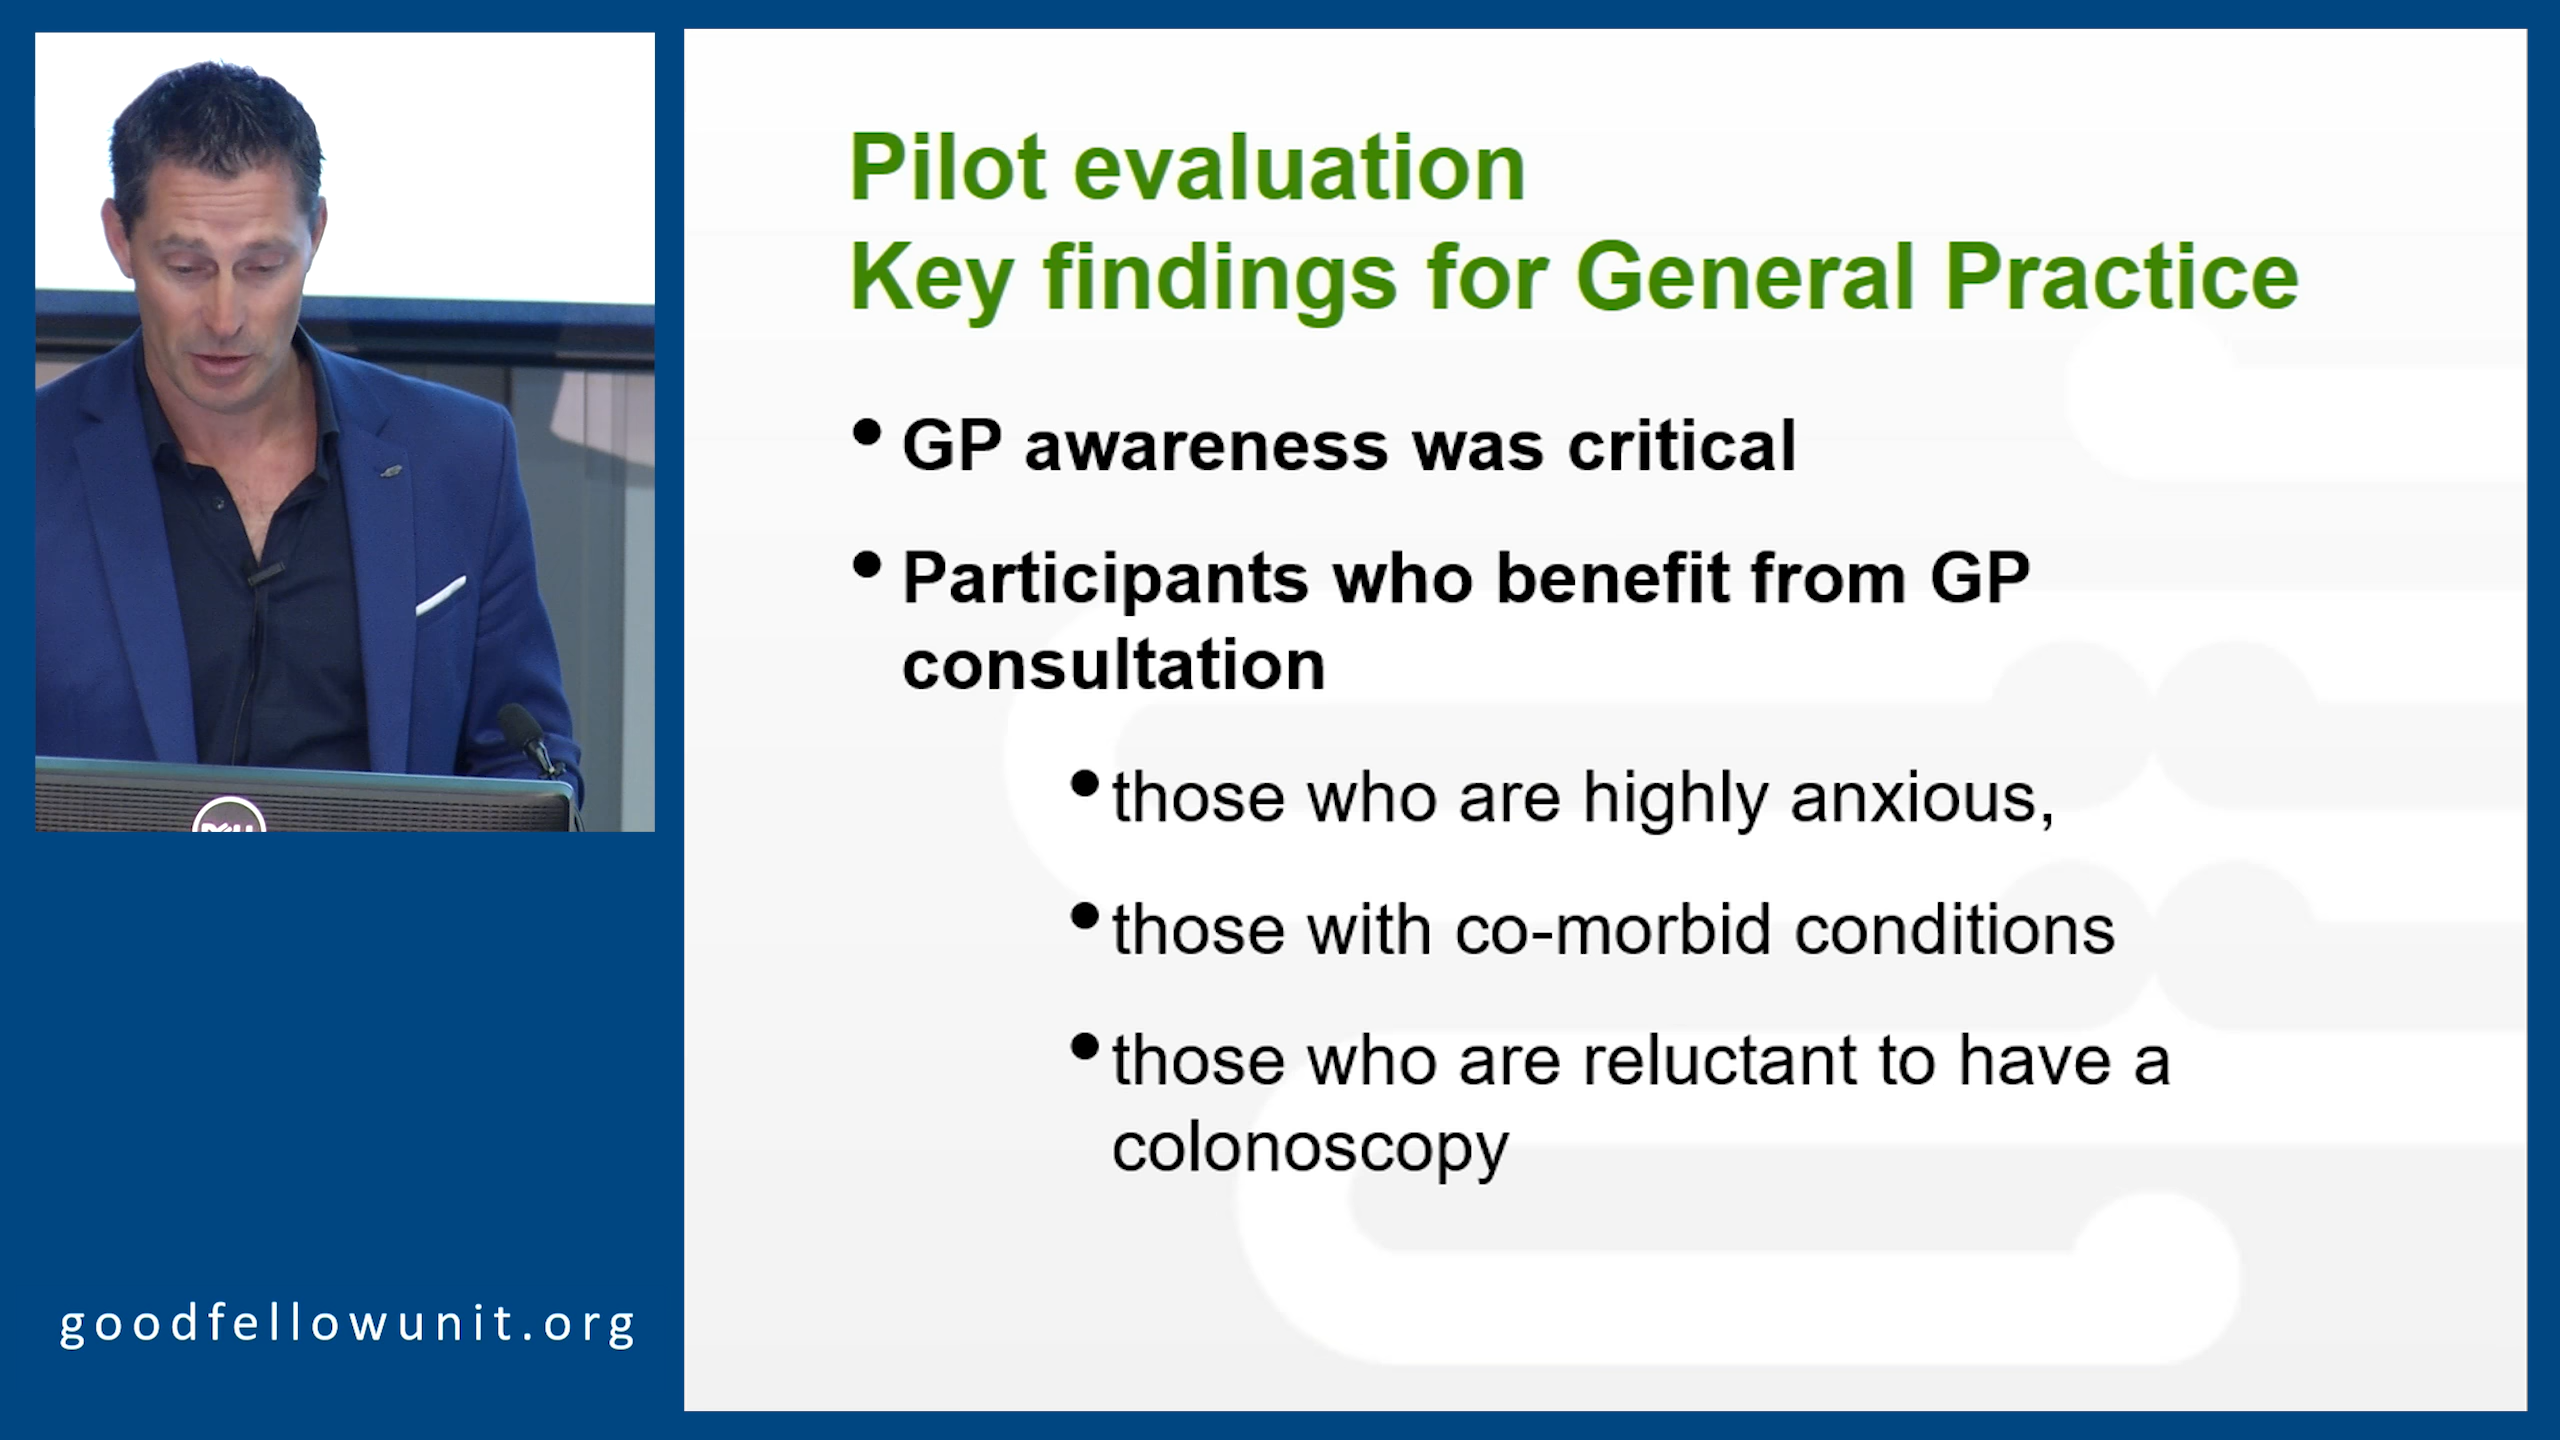 Pilot evaluation
Key findings for General Practice
• GP awareness was critical
• Participants who benefit from GP
consultation
• those who are highly anxious,
• those with co-morbid conditions
• those who are reluctant to have a
colonoscopy
DELL
goodfellowunit.org